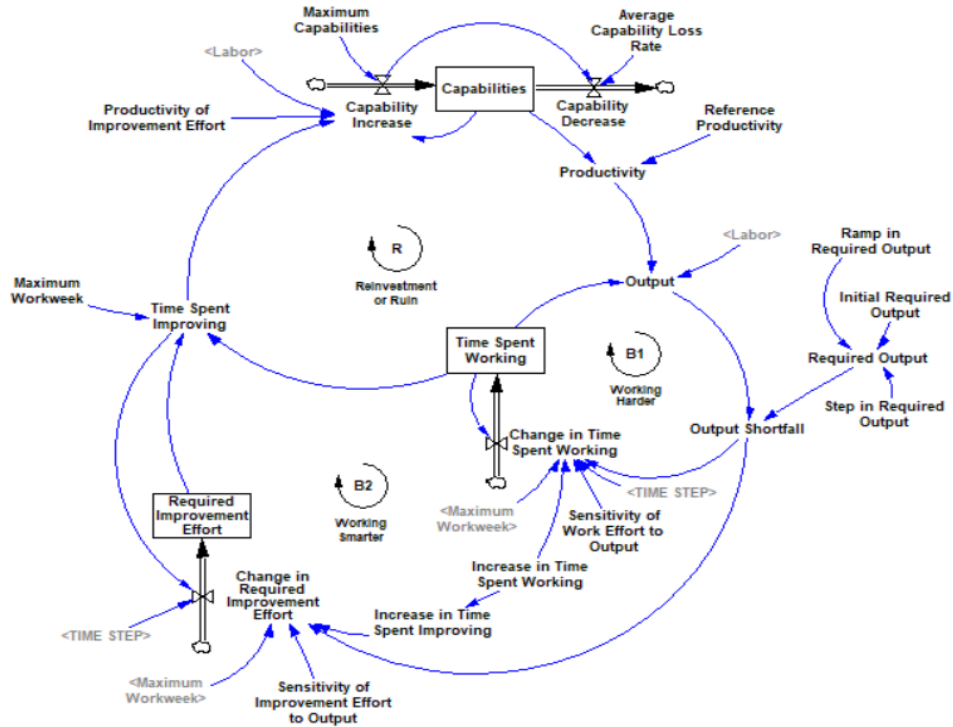 Maximum
Capabilities
Average
Capability Loss
Rate
<Labor>
Capabilities
Productivity of
Improvement Effort
Capability
Increase
Capability
Decrease
Reference
Productivity
Productivity
<Labor>
Ramp in
Required Output
R
Reinvestment
or Ruin
Output
Maximum
Workweek
Time Spent
Improving
Initial Required
Output
Time Spent
Working
B1
Working
Harder
Required Output
Step in Required
Output
Change in Time
Spent Working
Output Shortfall
B2
Working
Smarter
<TIME STEP>
<Maximum
Workweek>
Sensitivity of
Work Effort to
Output
Required
Improvement
Effort
Increase in Time
Spent Working
Change in
Required
Improvement
Effort
Increase in Time
Spent Improving
<TIME STEP>
<Maximum
Workweek>
Sensitivity of
Improvement Effort
to Output